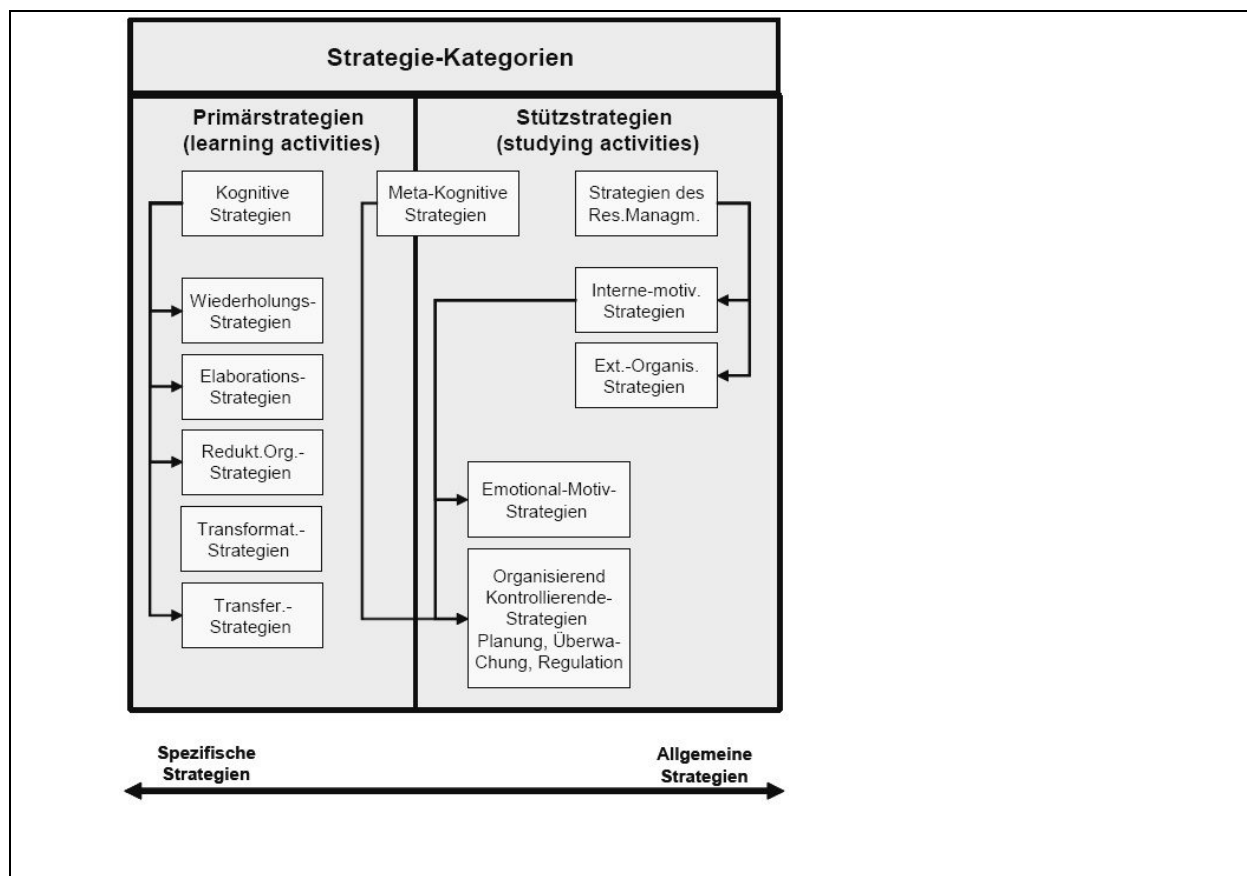 Strategie-Kategorien
Primärstrategien
(learning activities)
Stützstrategien
(studying activities)
Kognitive
Strategien
Meta-Kognitive
Strategien
Strategien des
Res.Managm.
Wiederholungs-
Strategien
Interne-motiv.
Strategien
Elaborations-
Strategien
Ext.-Organis.
Strategien
Redukt.Org.-
Strategien
Emotional-Motiv-
Strategien
Transformat.-
Strategien
Organisierend
Kontrollierende-
Strategien
Planung, Überwa-
Chung, Regulation
Transfer.-
Strategien
Spezifische
Strategien
Allgemeine
Strategien